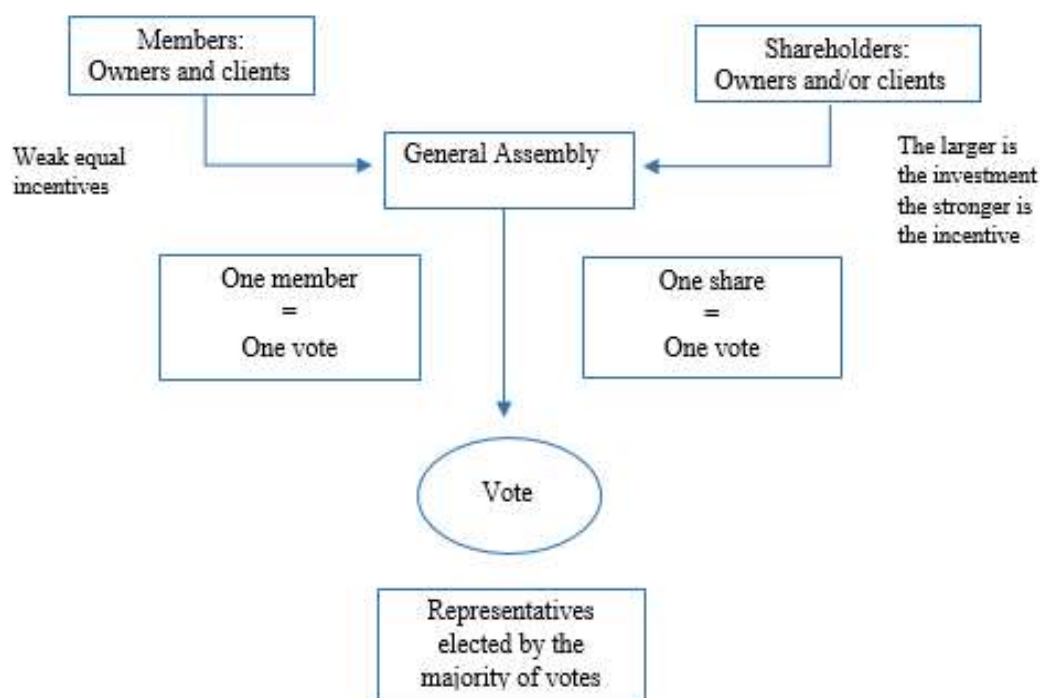 Members:
Owners and clients
Shareholders:
Owners and/or clients
Weak equal
incentives
General Assembly
The larger is
the investment
the stronger is
the incentive
One member
=
One vote
One share
=
One vote
Vote
Representatives
elected by the
majority of votes